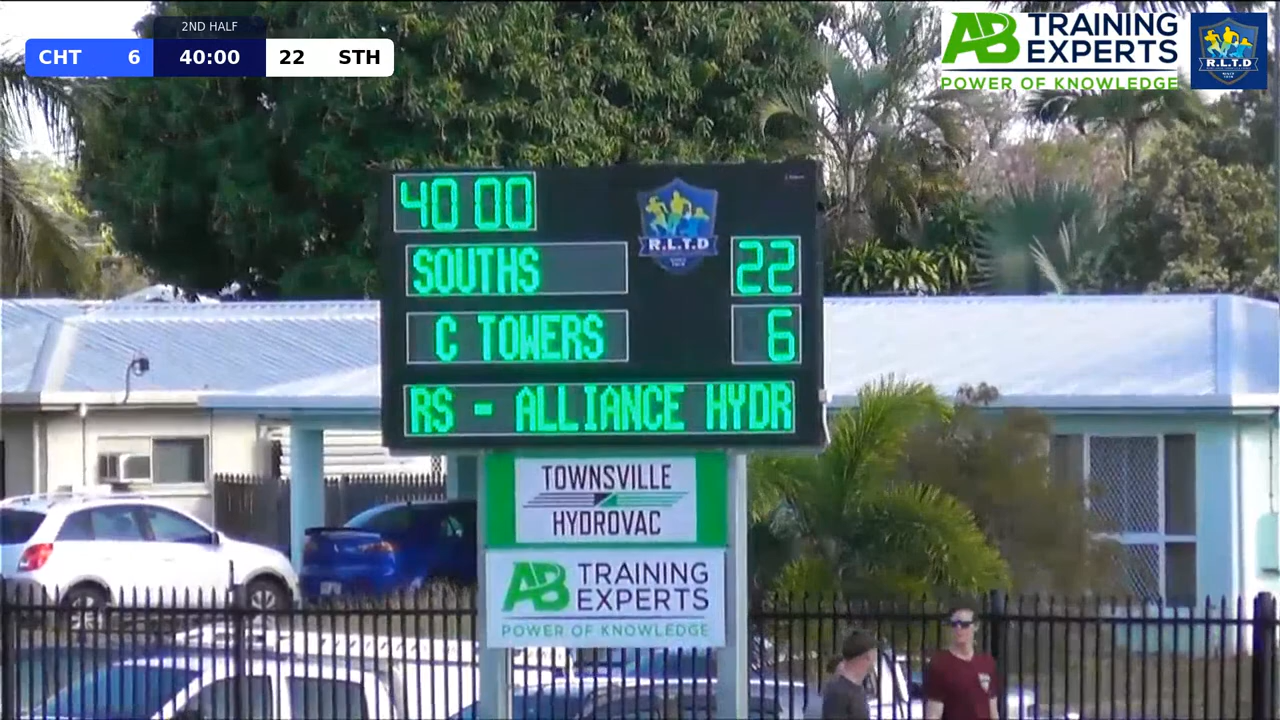 2ND HALF
CHT 6 40:00 22 STH
AB TRAINING EXPERTS
POWER OF KNOWLEDGE
R.L.T.D
40 00
R.L.T.D
SOUTHS 22
C TOWERS 6
RS - ALLIANCE HYDR
TOWNSVILLE
HYDROVAC
AB TRAINING EXPERTS
POWER OF KNOWLEDGE